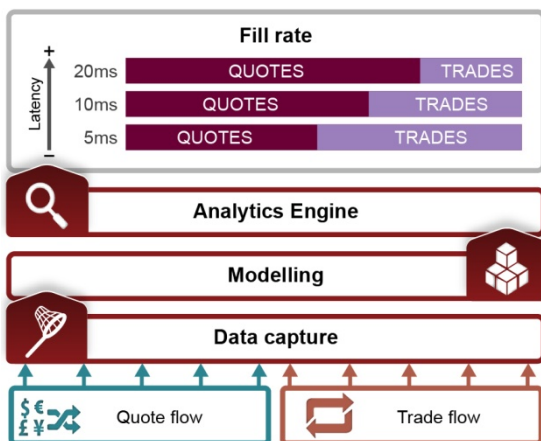 Fill rate
+
Latency
–
20ms QUOTES TRADES
10ms QUOTES TRADES
5ms QUOTES TRADES
Analytics Engine
Modelling
Data capture
$ €
£ ¥
Quote flow
Trade flow